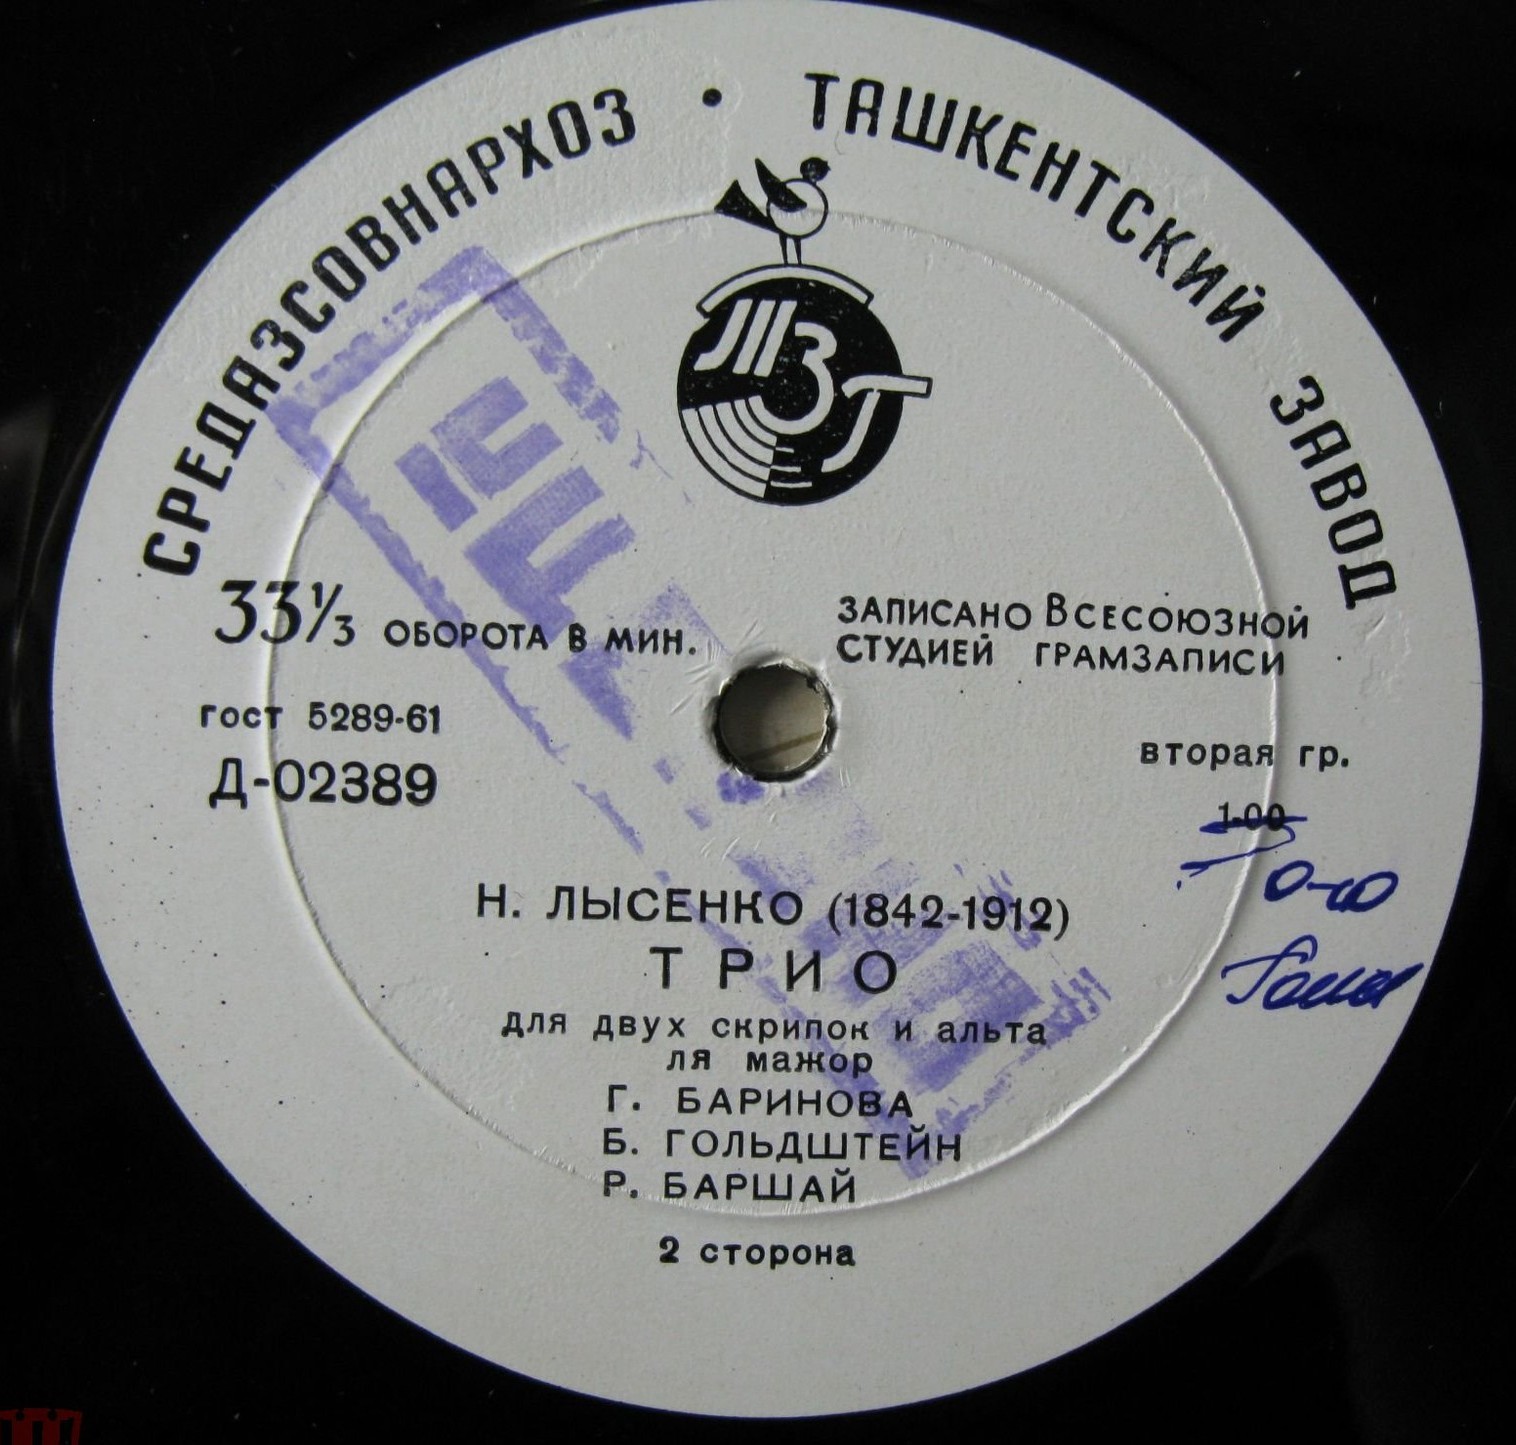 СРЕДАЗСОВНАРХОЗ • ТАШКЕНТСКИЙ ЗАВОД
ТЗГ
33⅓ ОБОРОТА В МИН.
ЗАПИСАНО ВСЕСОЮЗНОЙ
СТУДИЕЙ ГРАМЗАПИСИ
гост 5289-61
Д-02389
вторая гр.
1-00
Н. ЛЫСЕНКО (1842-1912)
ТРИО
для двух скрипок и альта
ля мажор
Г. БАРИНОВА
Б. ГОЛЬДШТЕЙН
Р. БАРШАЙ
2 сторона